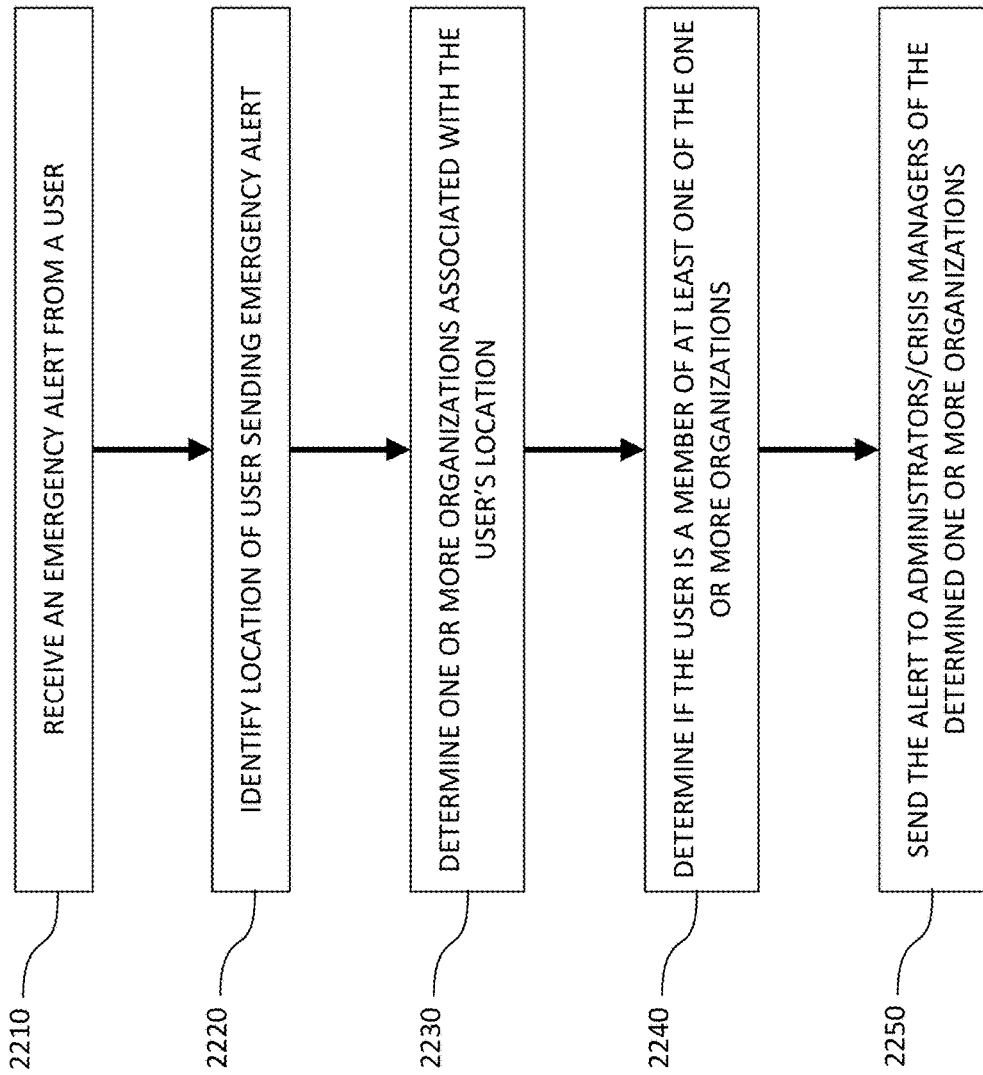 2210
RECEIVE AN EMERGENCY ALERT FROM A USER
2220
IDENTIFY LOCATION OF USER SENDING EMERGENCY ALERT
2230
DETERMINE ONE OR MORE ORGANIZATIONS ASSOCIATED WITH THE
USER'S LOCATION
2240
DETERMINE IF THE USER IS A MEMBER OF AT LEAST ONE OF THE ONE
OR MORE ORGANIZATIONS
2250
SEND THE ALERT TO ADMINISTRATORS/CRISIS MANAGERS OF THE
DETERMINED ONE OR MORE ORGANIZATIONS